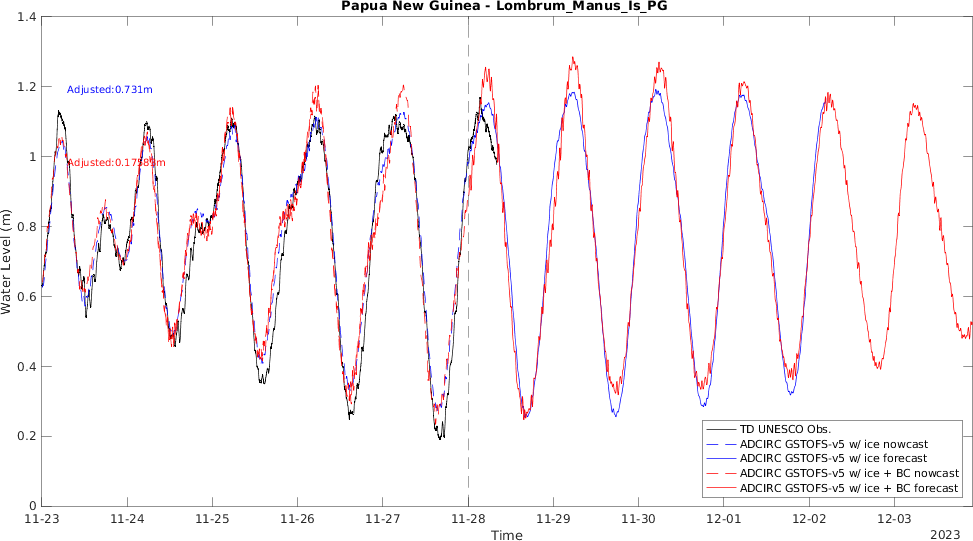 Papua New Guinea - Lombrum_Manus_Is_PG
1.4
1.2
1
0.8
0.6
0.4
0.2
0
Water Level (m)
Adjusted:0.731m
TD UNESCO Obs.
ADCIRC GSTOFS-v5 w/ ice nowcast
ADCIRC GSTOFS-v5 w/ ice forecast
ADCIRC GSTOFS-v5 w/ ice + BC nowcast
ADCIRC GSTOFS-v5 w/ ice + BC forecast
11-23
11-24
11-25
11-26
11-27
11-28
11-29
11-30
12-01
12-02
12-03
Time
2023